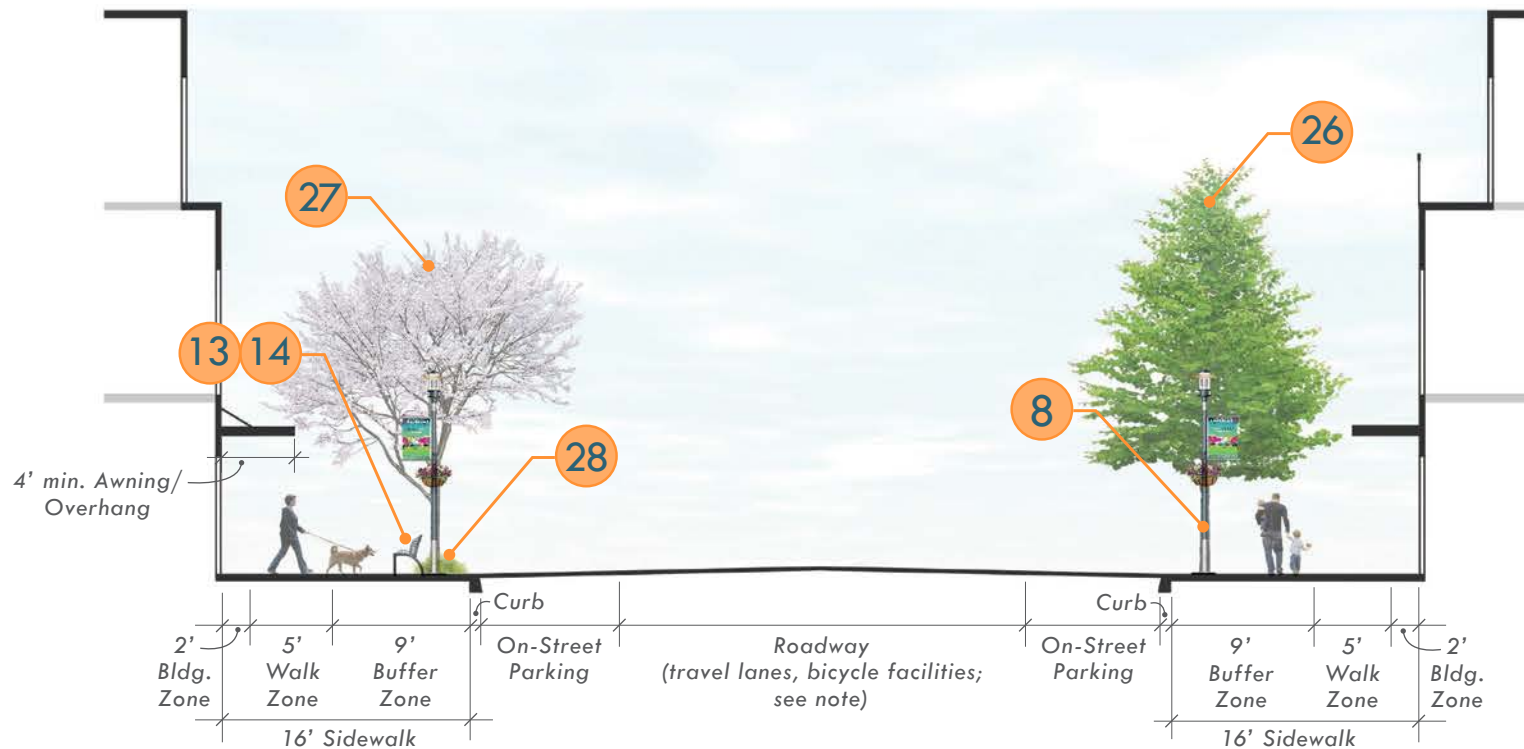 26
27
13 14
8
28
4' min. Awning/
Overhang
Curb
Curb
2'
Bldg.
Zone
5'
Walk
Zone
9'
Buffer
Zone
On-Street
Parking
Roadway
(travel lanes, bicycle facilities;
see note)
On-Street
Parking
9'
Buffer
Zone
5'
Walk
Zone
2'
Bldg.
Zone
16' Sidewalk
16' Sidewalk